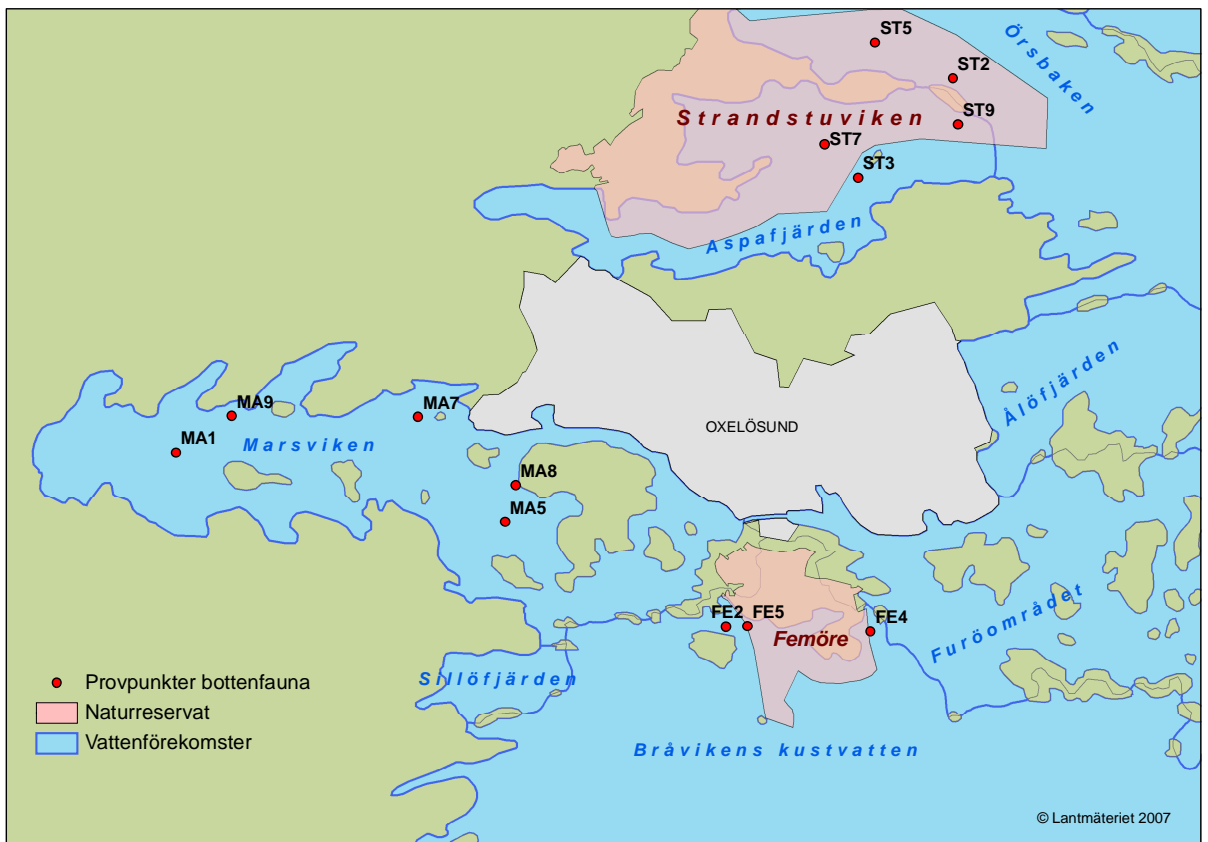 ST5
Örsbaken
ST2
Strandstuviken
ST9
ST7
ST3
Aspafjärden
Ålöfjärden
MA9
MA7
OXELÖSUND
MA1
Marsviken
MA8
MA5
Furöområdet
FE2
FE5
FE4
Femöre
Sillöfjärden
Provpunkter bottenfauna
Naturreservat
Vattenförekomster
Bråvikens kustvatten
© Lantmäteriet 2007